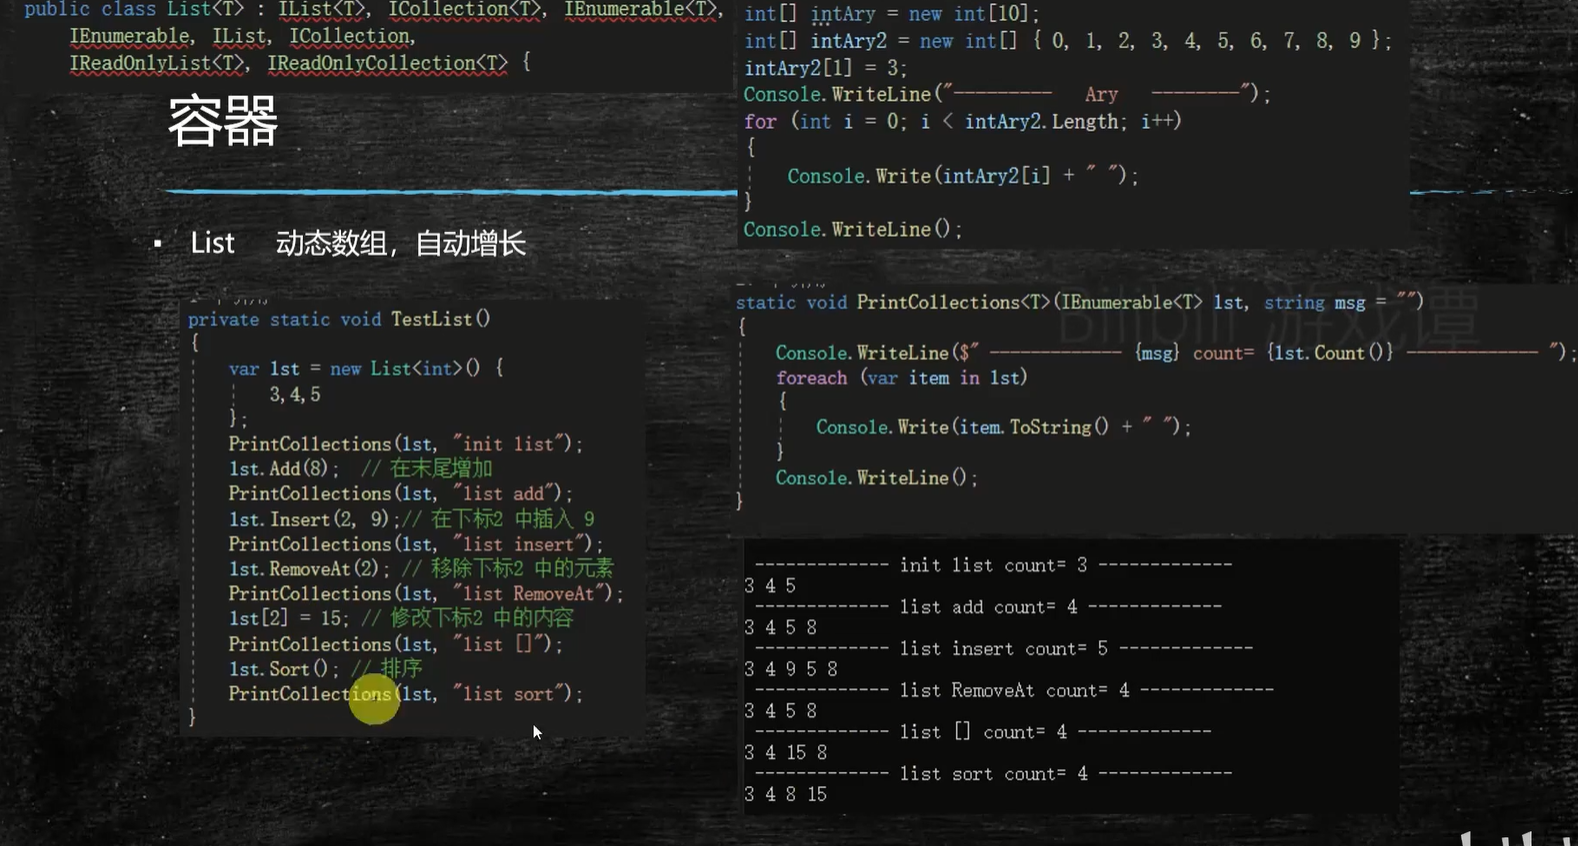 public class List<T> : IList<T>, ICollection<T>, IEnumerable<T>,
IEnumerable, IList, ICollection,
IReadOnlyList<T>, IReadOnlyCollection<T> {
容器
List 动态数组，自动增长
private static void TestList()
{
var lst = new List<int>() {
3,4,5
};
PrintCollections(lst, "init list");
lst.Add(8); // 在末尾增加
PrintCollections(lst, "list add");
lst.Insert(2, 9);// 在下标2 中插入 9
PrintCollections(lst, "list insert");
lst.RemoveAt(2); // 移除下标2 中的元素
PrintCollections(lst, "list RemoveAt");
lst[2] = 15; // 修改下标2 中的内容
PrintCollections(lst, "list []");
lst.Sort(); // 排序
PrintCollections(lst, "list sort");
}
int[] intAry = new int[10];
int[] intAry2 = new int[] { 0, 1, 2, 3, 4, 5, 6, 7, 8, 9 };
intAry2[1] = 3;
Console.WriteLine("--------- Ary --------");
for (int i = 0; i < intAry2.Length; i++)
{
Console.Write(intAry2[i] + " ");
}
Console.WriteLine();
static void PrintCollections<T>(IEnumerable<T> lst, string msg = "")
{
Console.WriteLine($" ------------- {msg} count= {lst.Count()} ------------- ");
foreach (var item in lst)
{
Console.Write(item.ToString() + " ");
}
Console.WriteLine();
}
Bilibili 游戏谭
------------- init list count= 3 -------------
3 4 5
------------- list add count= 4 -------------
3 4 5 8
------------- list insert count= 5 -------------
3 4 9 5 8
------------- list RemoveAt count= 4 -------------
3 4 5 8
------------- list [] count= 4 -------------
3 4 15 8
------------- list sort count= 4 -------------
3 4 8 15